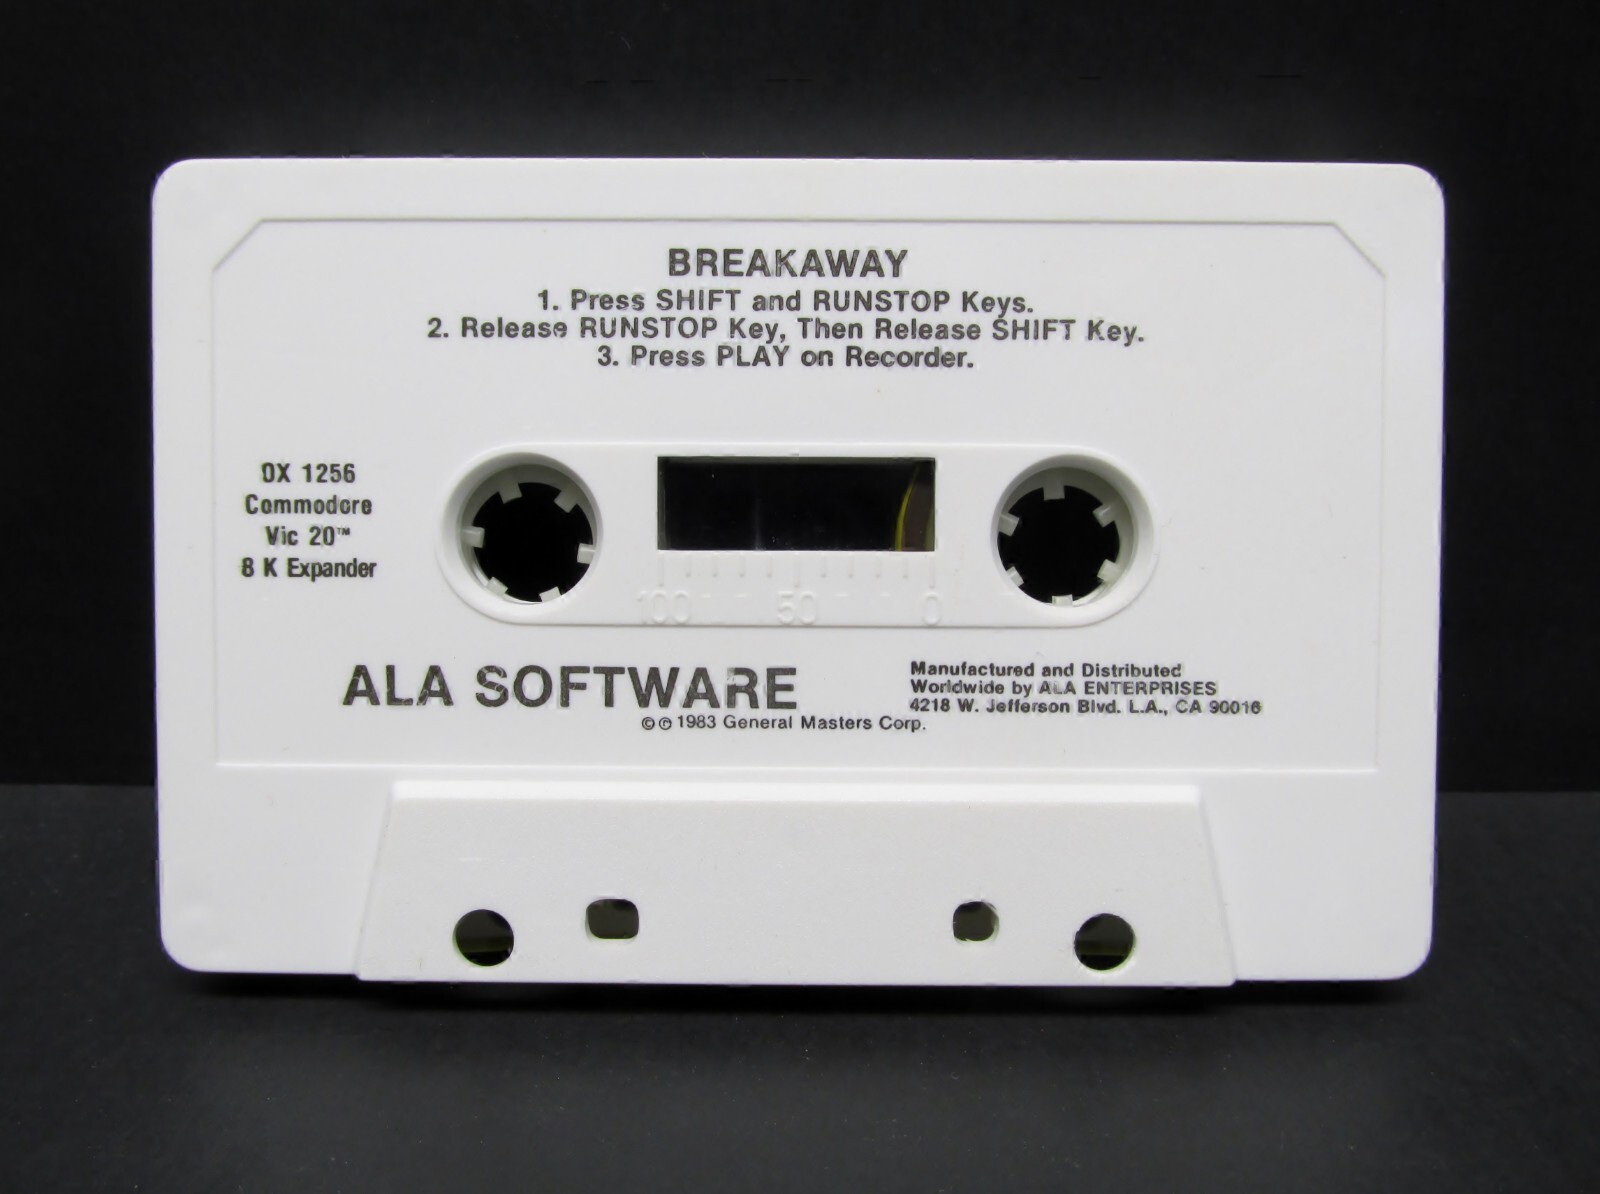 BREAKAWAY
1. Press SHIFT and RUNSTOP Keys.
2. Release RUNSTOP Key, Then Release SHIFT Key.
3. Press PLAY on Recorder.
OX 1256
Commodore
Vic 20™
8 K Expander
100 50 0
ALA SOFTWARE
©℗ 1983 General Masters Corp.
Manufactured and Distributed
Worldwide by ALA ENTERPRISES
4218 W. Jefferson Blvd. L.A., CA 90016